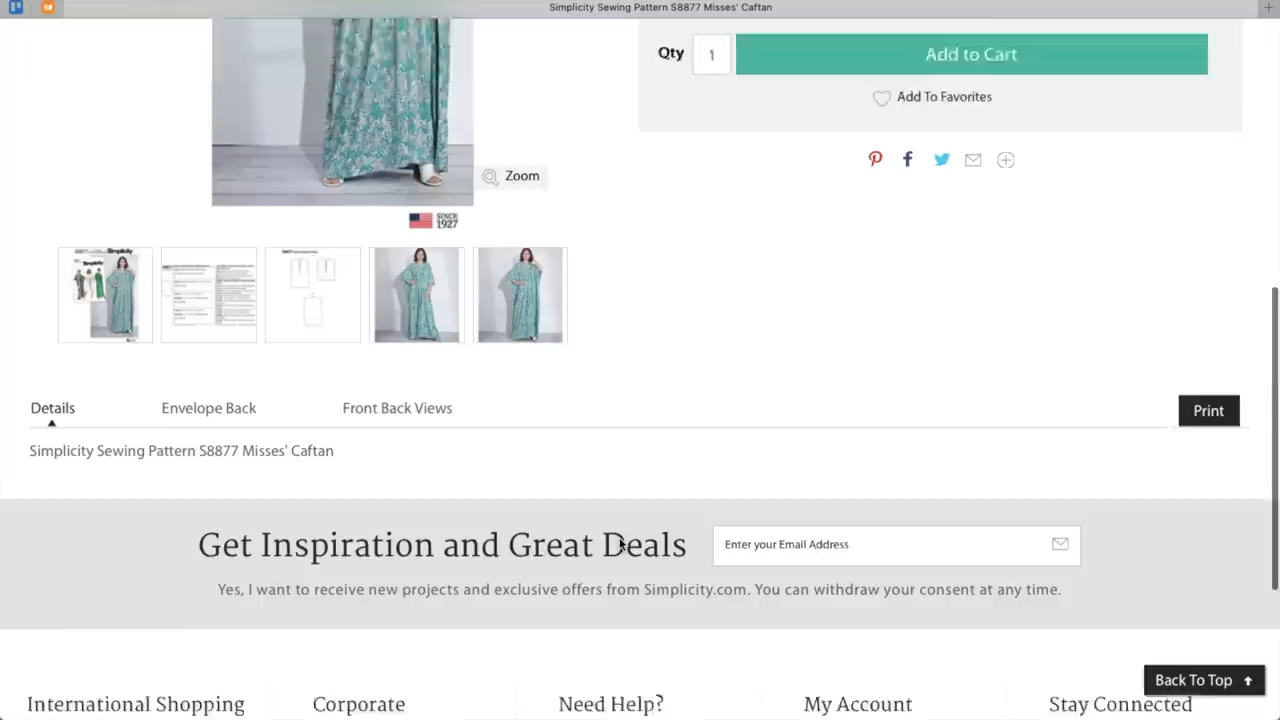 Simplicity Sewing Pattern S8877 Misses' Caftan
Qty 1 Add to Cart
Add To Favorites
Zoom
SINCE
1927
Simplicity
Simplicity
Details Envelope Back Front Back Views Print
Simplicity Sewing Pattern S8877 Misses' Caftan
Get Inspiration and Great Deals
Enter your Email Address
Yes, I want to receive new projects and exclusive offers from Simplicity.com. You can withdraw your consent at any time.
Back To Top
International Shopping Corporate Need Help? My Account Stay Connected